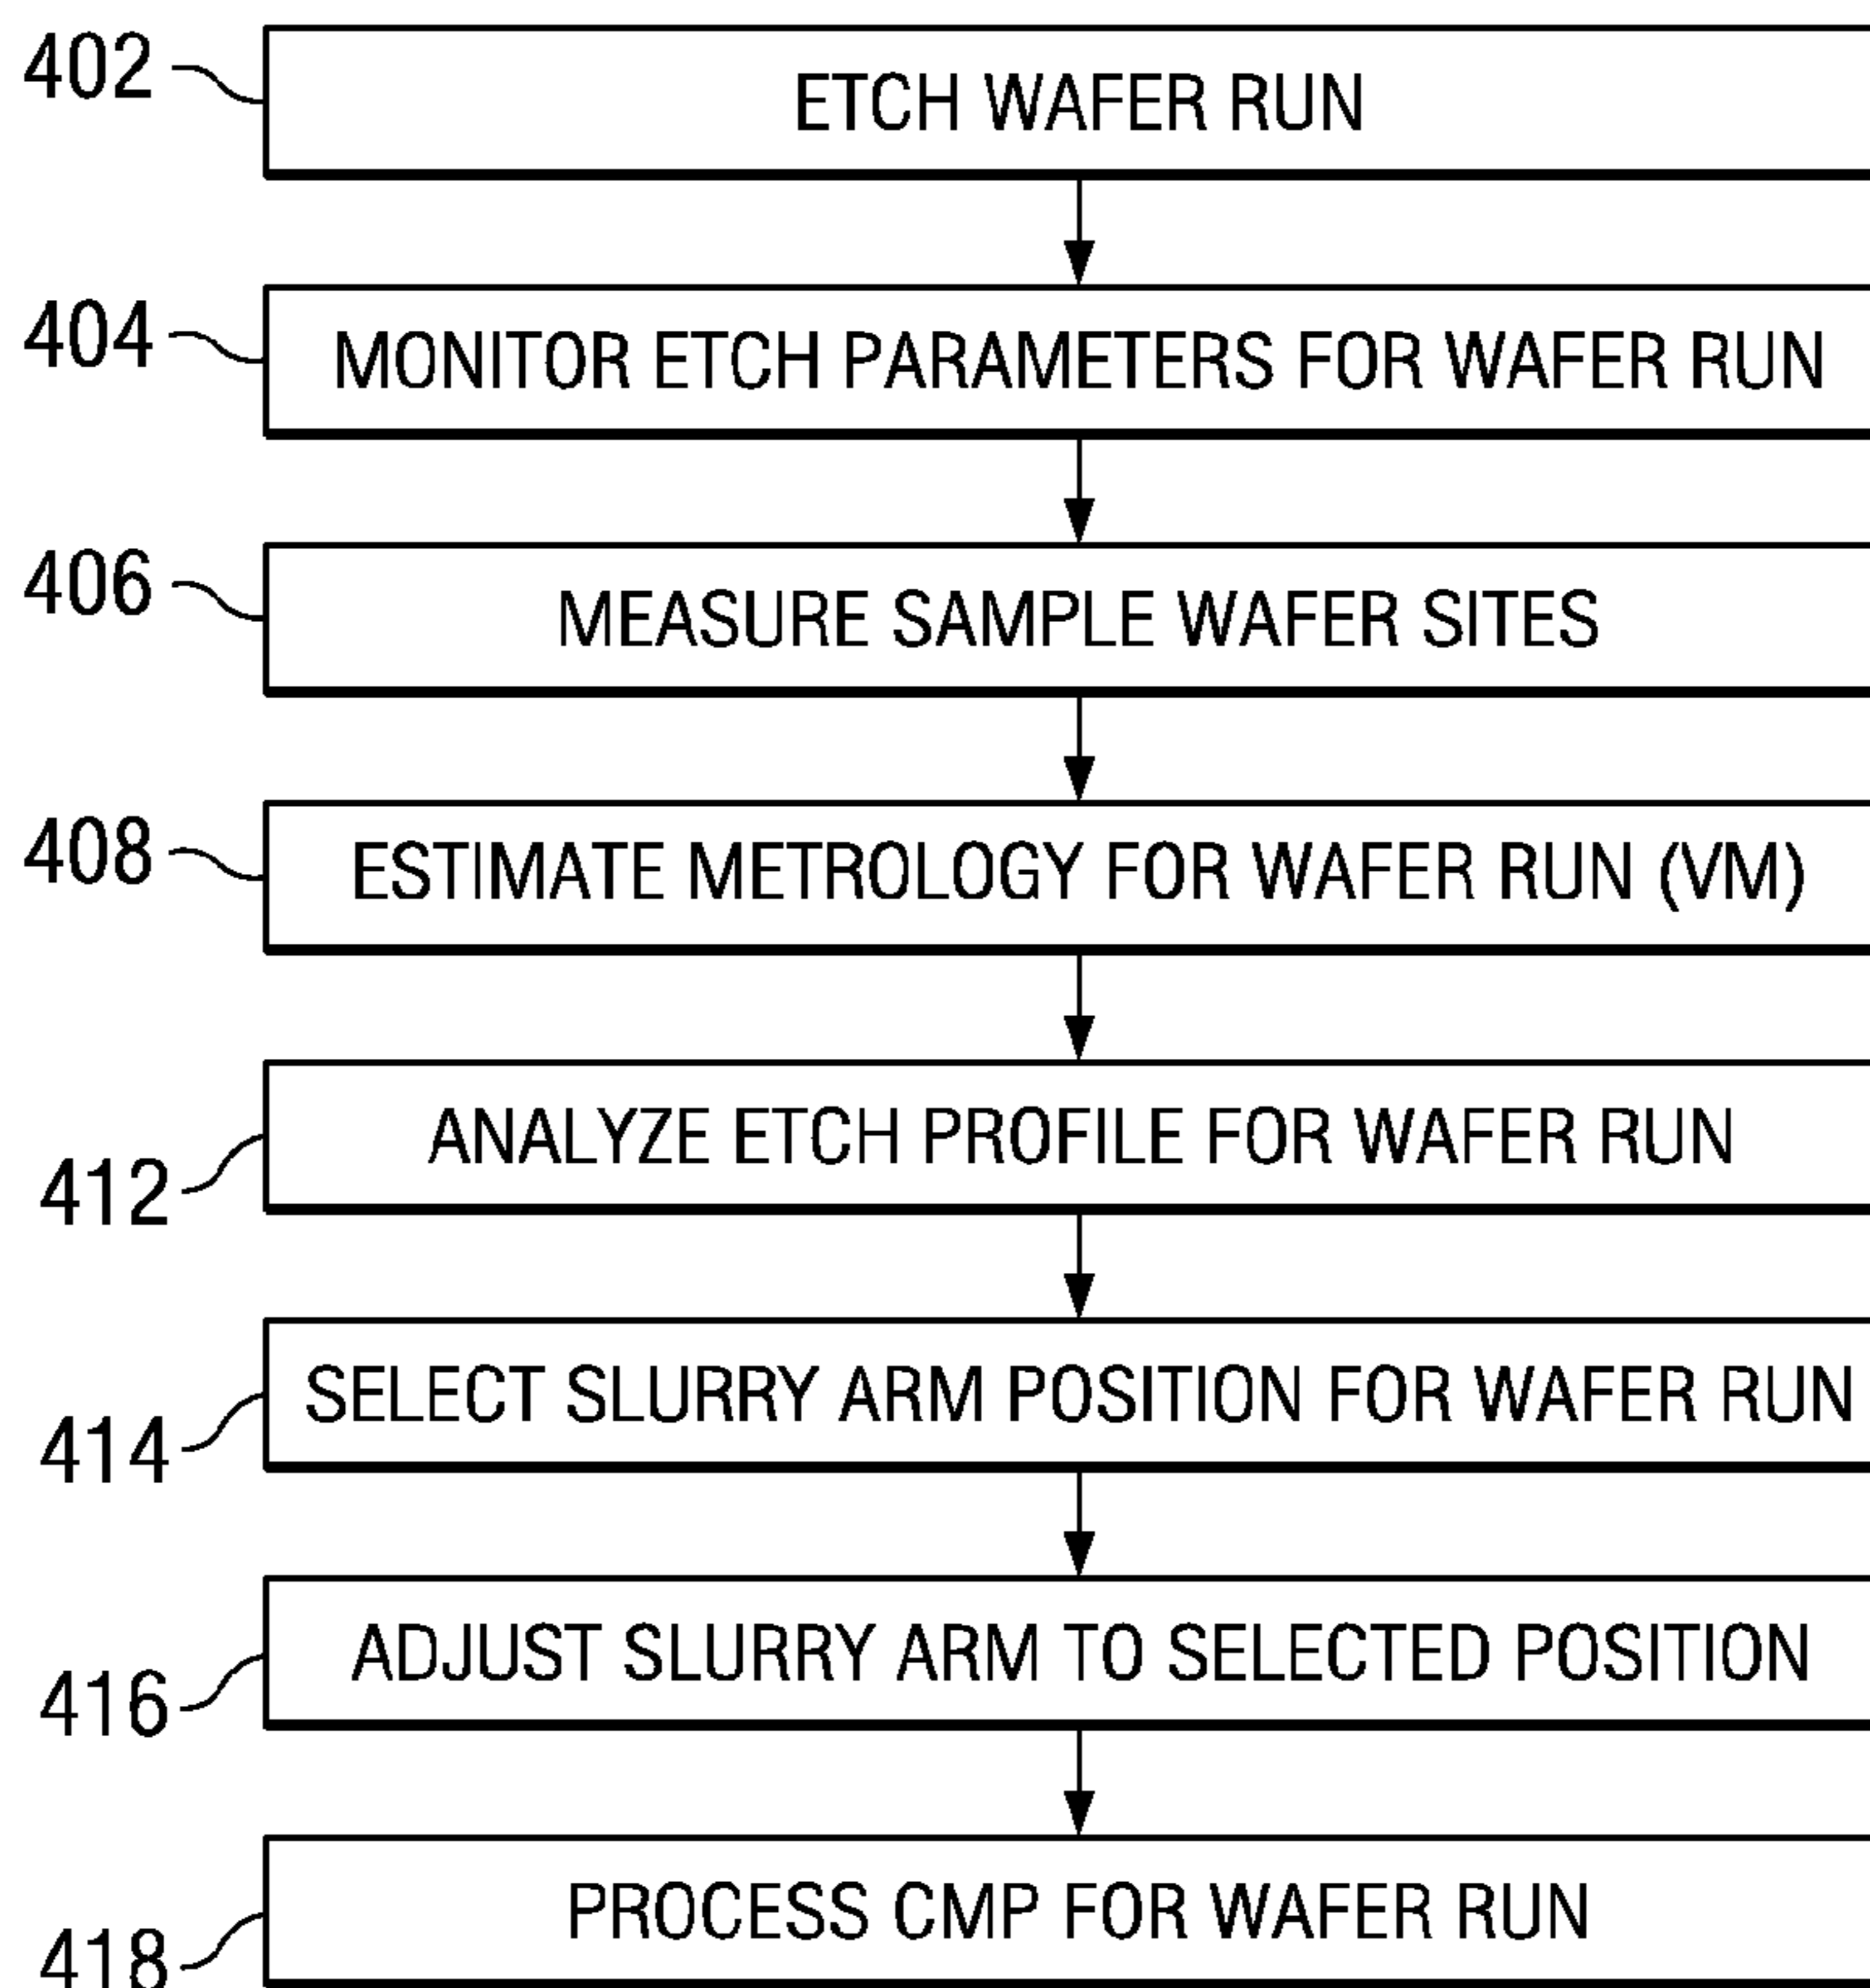 402
ETCH WAFER RUN
404
MONITOR ETCH PARAMETERS FOR WAFER RUN
406
MEASURE SAMPLE WAFER SITES
408
ESTIMATE METROLOGY FOR WAFER RUN (VM)
412
ANALYZE ETCH PROFILE FOR WAFER RUN
414
SELECT SLURRY ARM POSITION FOR WAFER RUN
416
ADJUST SLURRY ARM TO SELECTED POSITION
418
PROCESS CMP FOR WAFER RUN